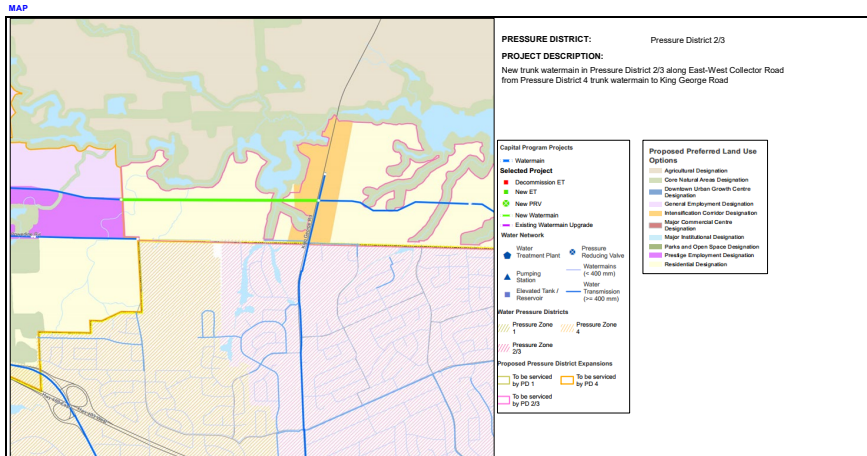 MAP
PRESSURE DISTRICT: Pressure District 2/3
PROJECT DESCRIPTION:
New trunk watermain in Pressure District 2/3 along East-West Collector Road
from Pressure District 4 trunk watermain to King George Road
Capital Program Projects
Watermain
Selected Project
Decommission ET
New ET
New PRV
New Watermain
Existing Watermain Upgrade
Water Network
Water
Treatment Plant
Pressure
Reducing Valve
Pumping
Station
Watermains
(< 400 mm)
Elevated Tank /
Reservoir
Water
Transmission
(>= 400 mm)
Water Pressure Districts
Pressure Zone
1
Pressure Zone
4
Pressure Zone
2/3
Proposed Pressure District Expansions
To be serviced
by PD 1
To be serviced
by PD 4
To be serviced
by PD 2/3
Proposed Preferred Land Use
Options
Agricultural Designation
Core Natural Areas Designation
Downtown Urban Growth Centre
Designation
General Employment Designation
Intensification Corridor Designation
Major Commercial Centre
Designation
Major Institutional Designation
Parks and Open Space Designation
Prestige Employment Designation
Residential Designation